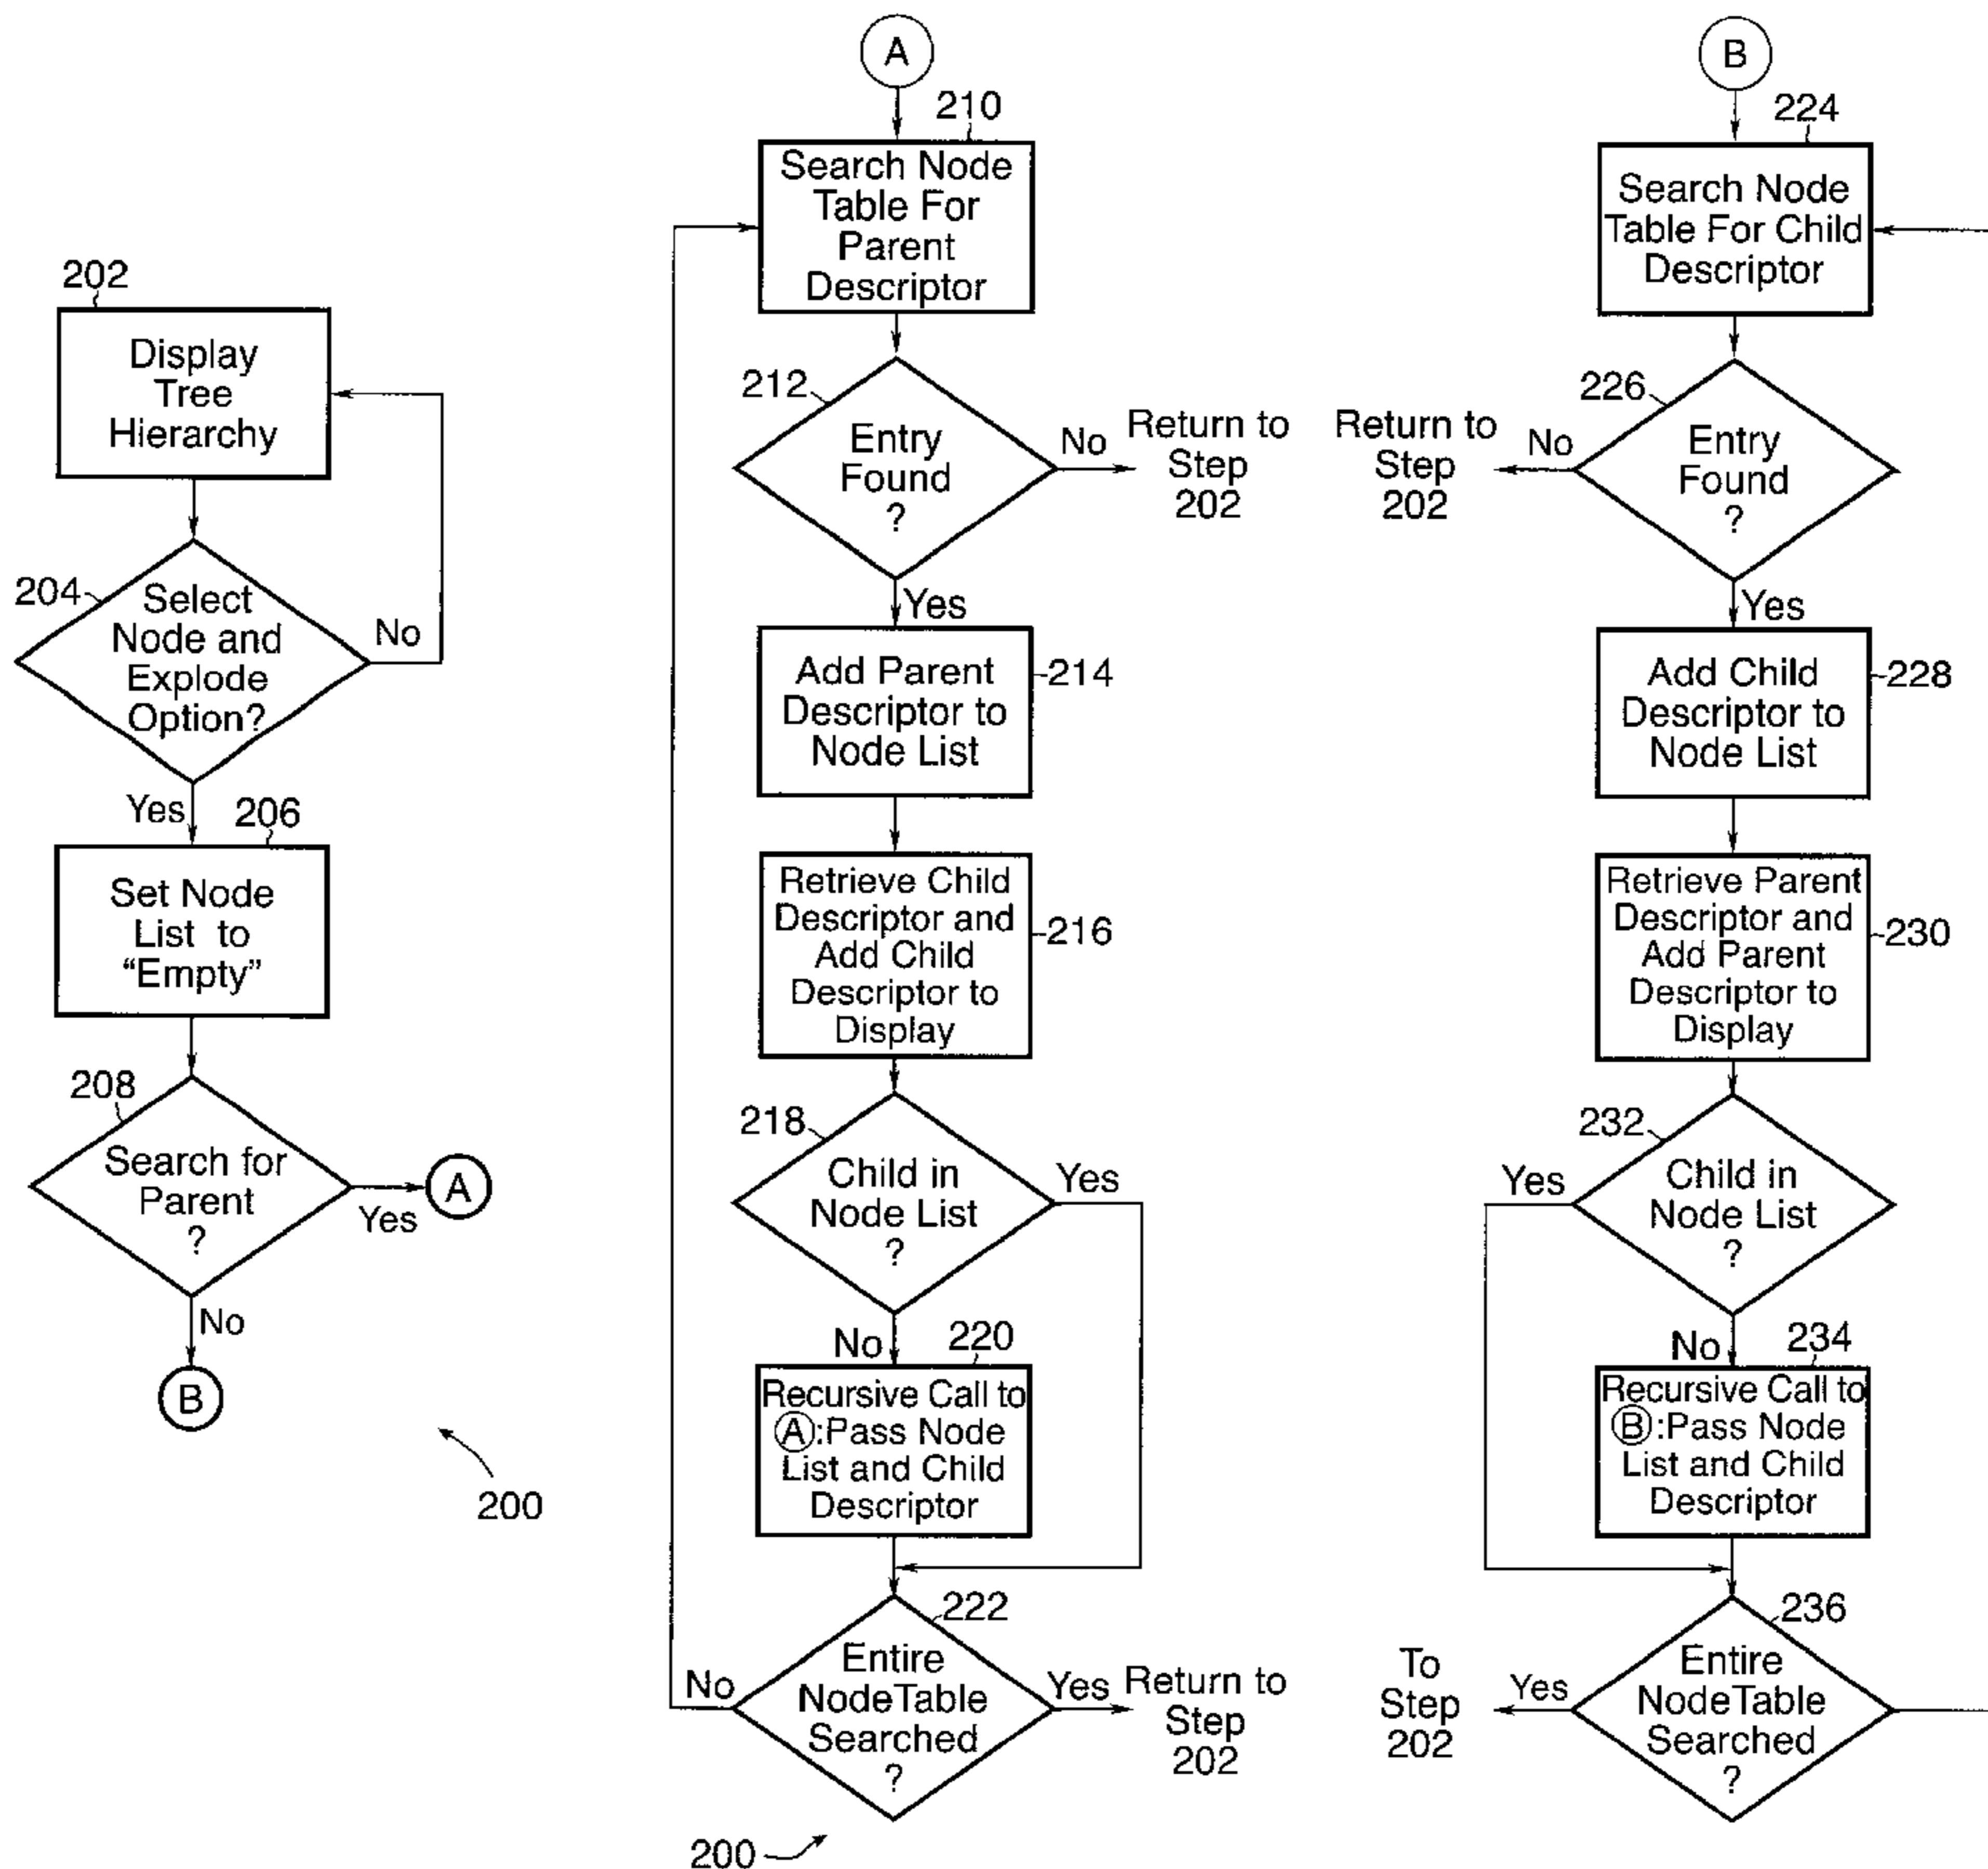 202
Display
Tree
Hierarchy
204
Select
Node and
Explode
Option?
No
Yes
206
Set Node
List to
“Empty”
208
Search for
Parent
?
Yes
A
No
B
200
A
210
Search Node
Table For
Parent
Descriptor
212
Entry
Found
?
No
Return to
Step
202
Yes
Add Parent
Descriptor to
Node List
214
Retrieve Child
Descriptor and
Add Child
Descriptor to
Display
216
218
Child in
Node List
?
Yes
No
220
Recursive Call to
A:Pass Node
List and Child
Descriptor
222
Entire
NodeTable
Searched
?
No
Yes
Return to
Step
202
200
B
224
Search Node
Table For Child
Descriptor
226
Entry
Found
?
No
Return to
Step
202
Yes
Add Child
Descriptor to
Node List
228
Retrieve Parent
Descriptor and
Add Parent
Descriptor to
Display
230
232
Child in
Node List
?
Yes
No
234
Recursive Call to
B:Pass Node
List and Child
Descriptor
236
Entire
NodeTable
Searched
?
Yes
To
Step
202